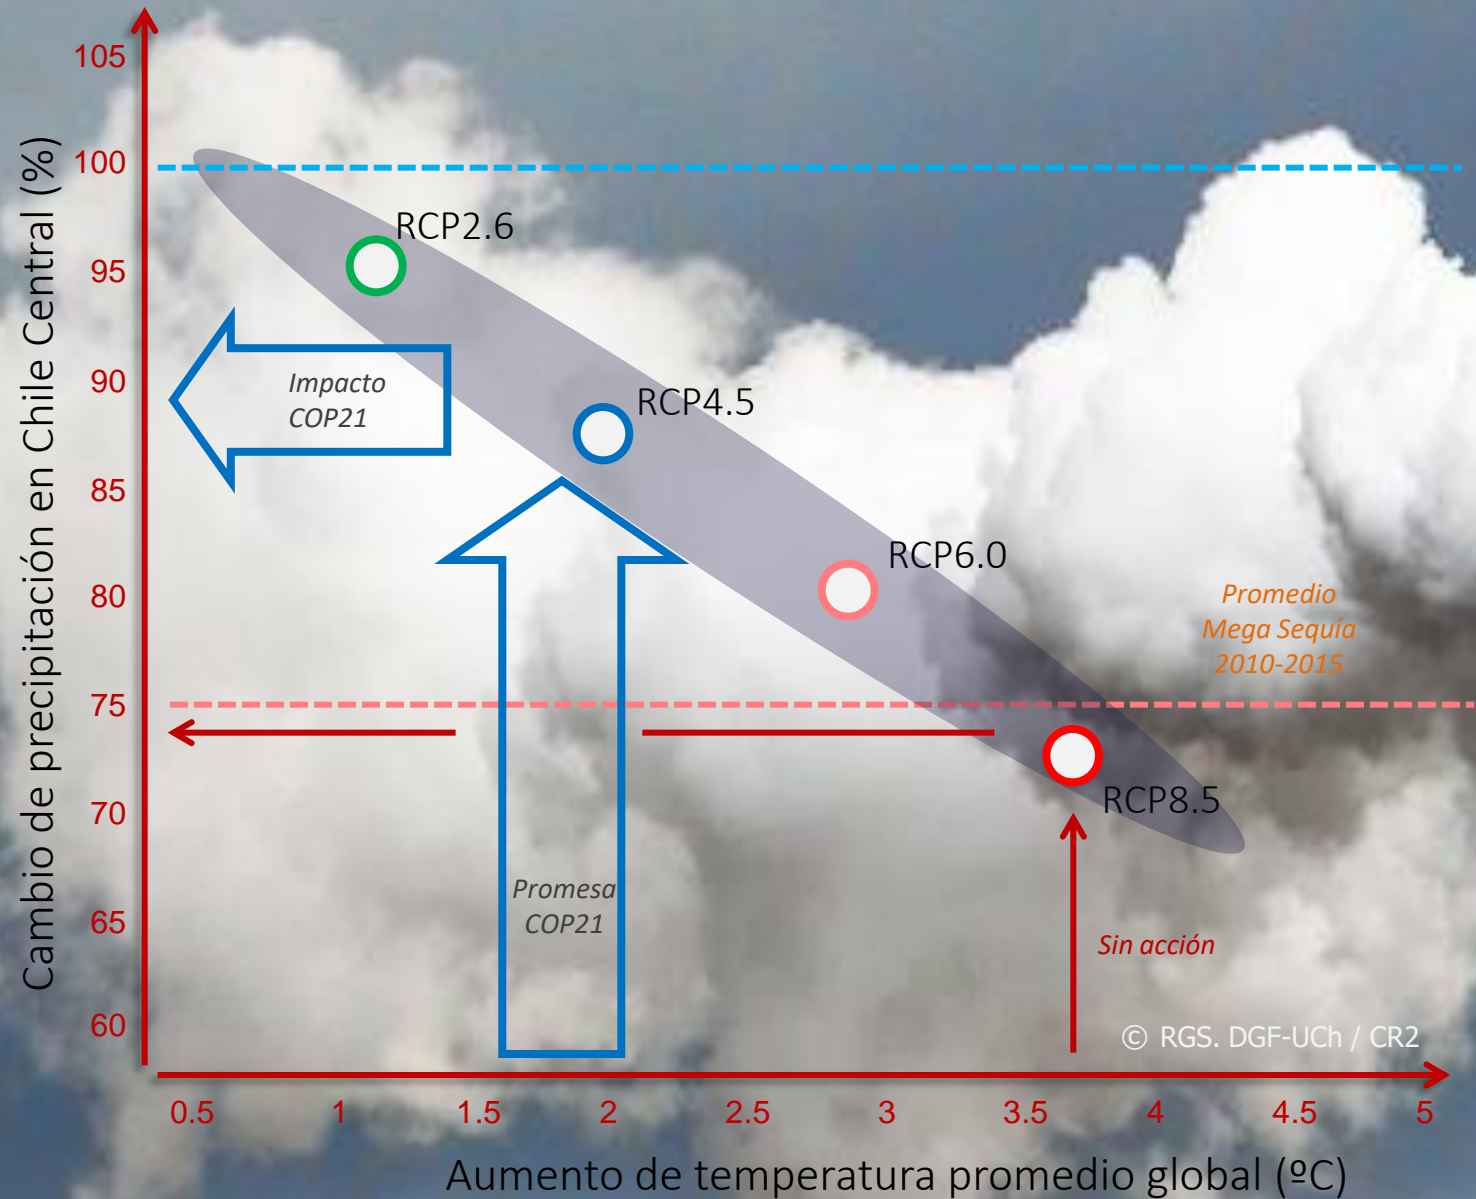 Cambio de precipitación en Chile Central (%)
105
100
95
90
85
80
75
70
65
60
RCP2.6
Impacto
COP21
RCP4.5
RCP6.0
Promedio
Mega Sequía
2010-2015
RCP8.5
Promesa
COP21
Sin acción
© RGS. DGF-UCh / CR2
0.5 1 1.5 2 2.5 3 3.5 4 4.5 5
Aumento de temperatura promedio global (ºC)